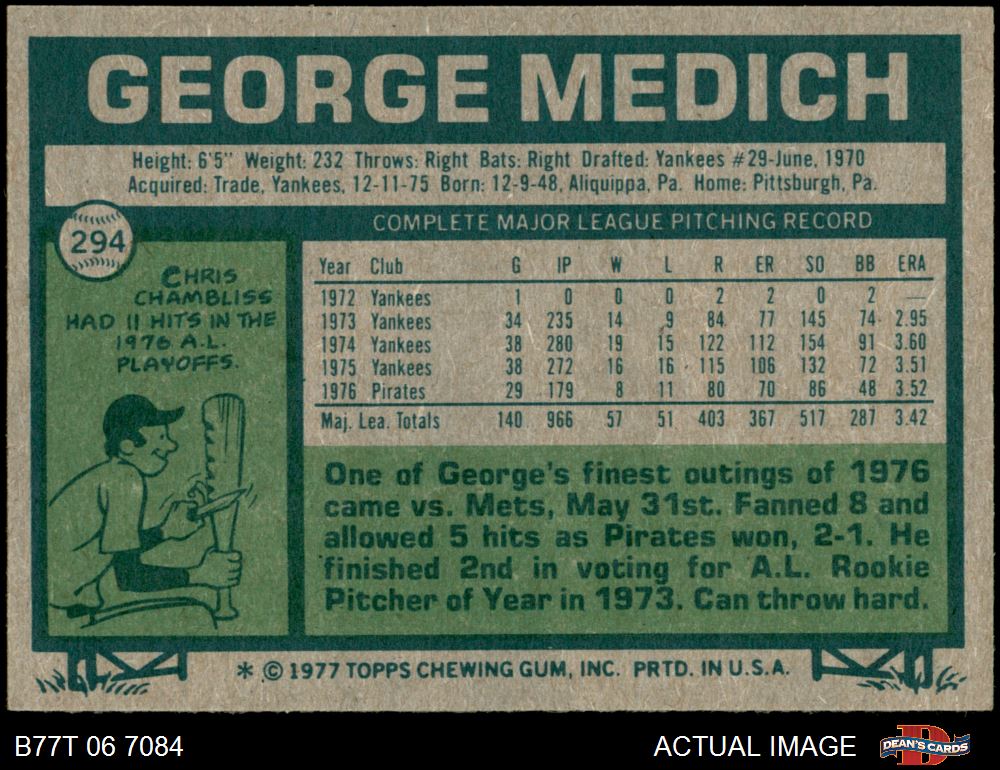 GEORGE MEDICH
Height: 6'5" Weight: 232 Throws: Right Bats: Right Drafted: Yankees #29-June, 1970
Acquired: Trade, Yankees, 12-11-75 Born: 12-9-48, Aliquippa, Pa. Home: Pittsburgh, Pa.
294
CHRIS
CHAMBLISS
HAD 11 HITS IN THE
1976 A.L.
PLAYOFFS.
COMPLETE MAJOR LEAGUE PITCHING RECORD
Year Club G IP W L R ER SO BB ERA
1972 Yankees 1 0 0 0 2 2 0 2 —
1973 Yankees 34 235 14 9 84 77 145 74 2.95
1974 Yankees 38 280 19 15 122 112 154 91 3.60
1975 Yankees 38 272 16 16 115 106 132 72 3.51
1976 Pirates 29 179 8 11 80 70 86 48 3.52
Maj. Lea. Totals 140 966 57 51 403 367 517 287 3.42
One of George's finest outings of 1976
came vs. Mets, May 31st. Fanned 8 and
allowed 5 hits as Pirates won, 2-1. He
finished 2nd in voting for A.L. Rookie
Pitcher of Year in 1973. Can throw hard.
* © 1977 TOPPS CHEWING GUM, INC. PRTD. IN U.S.A.
B77T 06 7084
ACTUAL IMAGE
D
DEAN'S CARDS